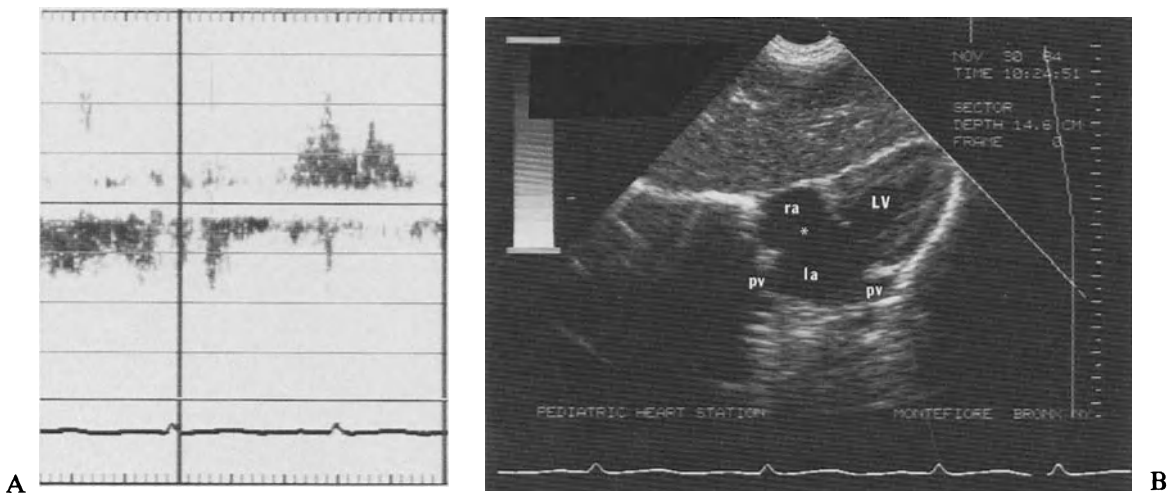 NOV 30 84
TIME 10:24:51
SECTOR
DEPTH 14.6 CM
FRAME 0
ra
LV
*
la
pv
pv
PEDIATRIC HEART STATION
MONTEFIORE BRONX NY
A
B